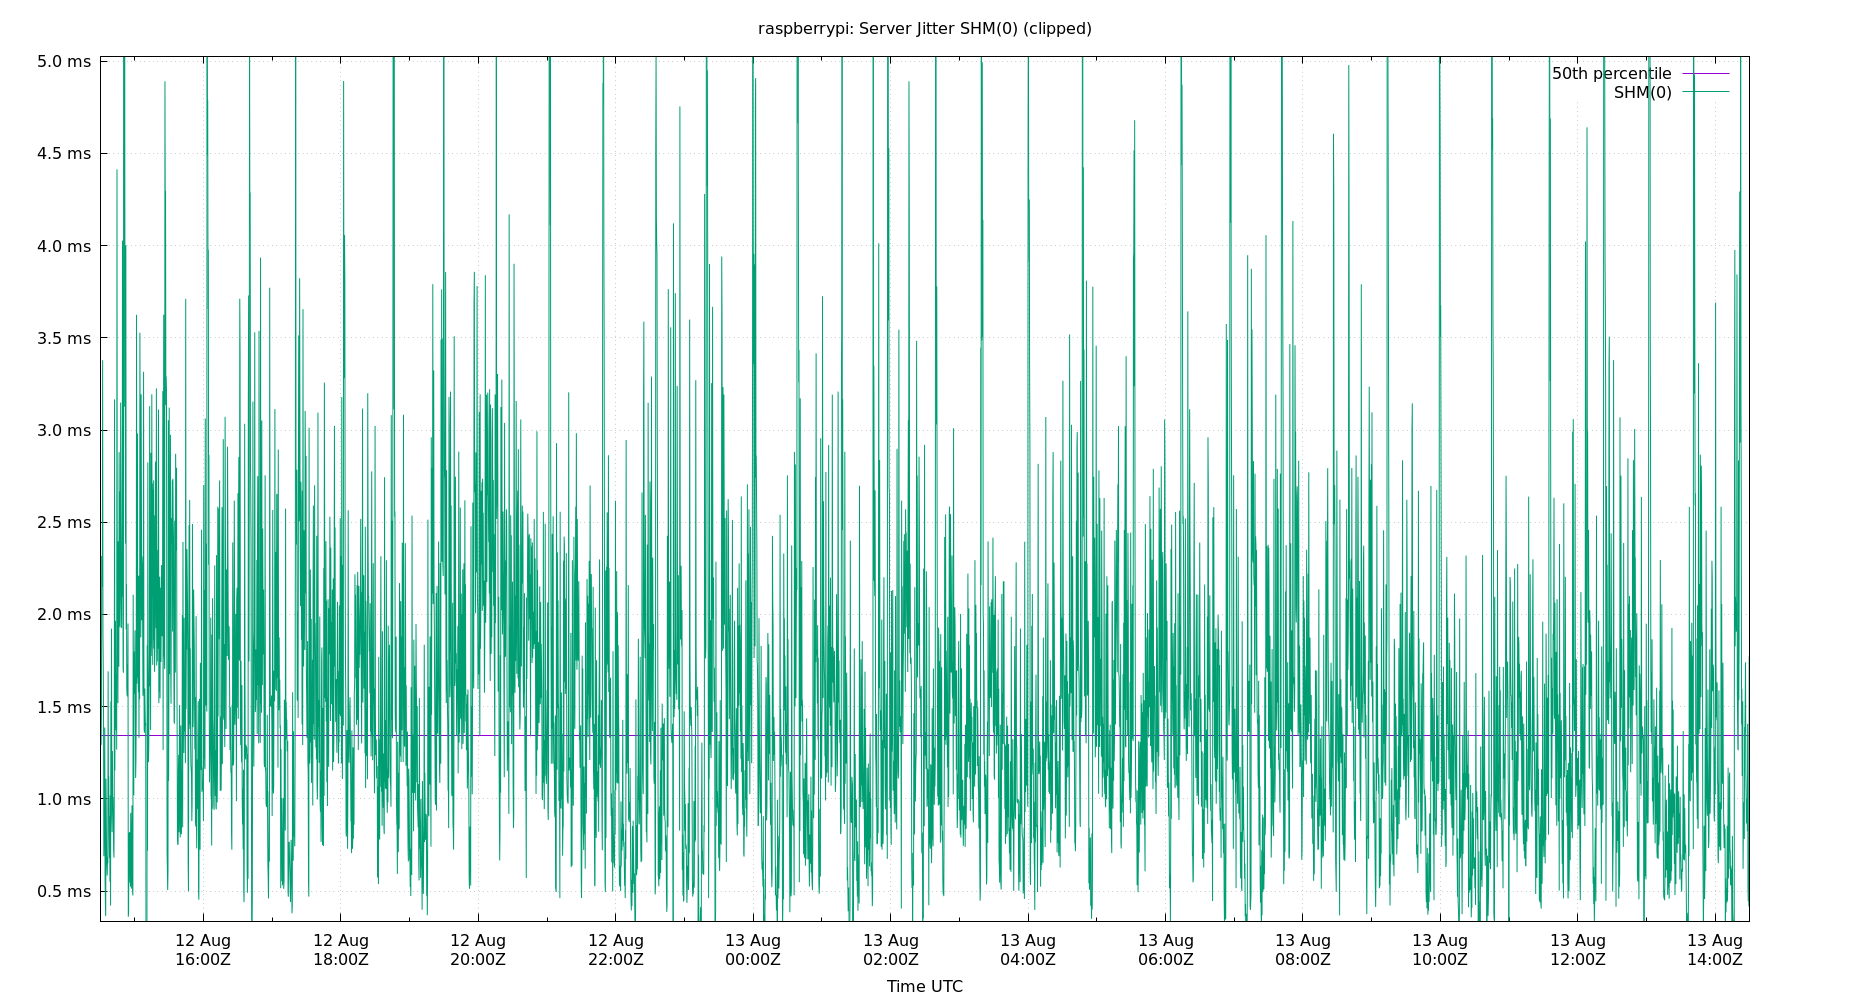 raspberrypi: Server Jitter SHM(0) (clipped)
5.0 ms
50th percentile
SHM(0)
4.5 ms
4.0 ms
3.5 ms
3.0 ms
2.5 ms
2.0 ms
1.5 ms
1.0 ms
0.5 ms
12 Aug 12 Aug 12 Aug 12 Aug 13 Aug 13 Aug 13 Aug 13 Aug 13 Aug 13 Aug 13 Aug 13 Aug
16:00Z 18:00Z 20:00Z 22:00Z 00:00Z 02:00Z 04:00Z 06:00Z 08:00Z 10:00Z 12:00Z 14:00Z
Time UTC